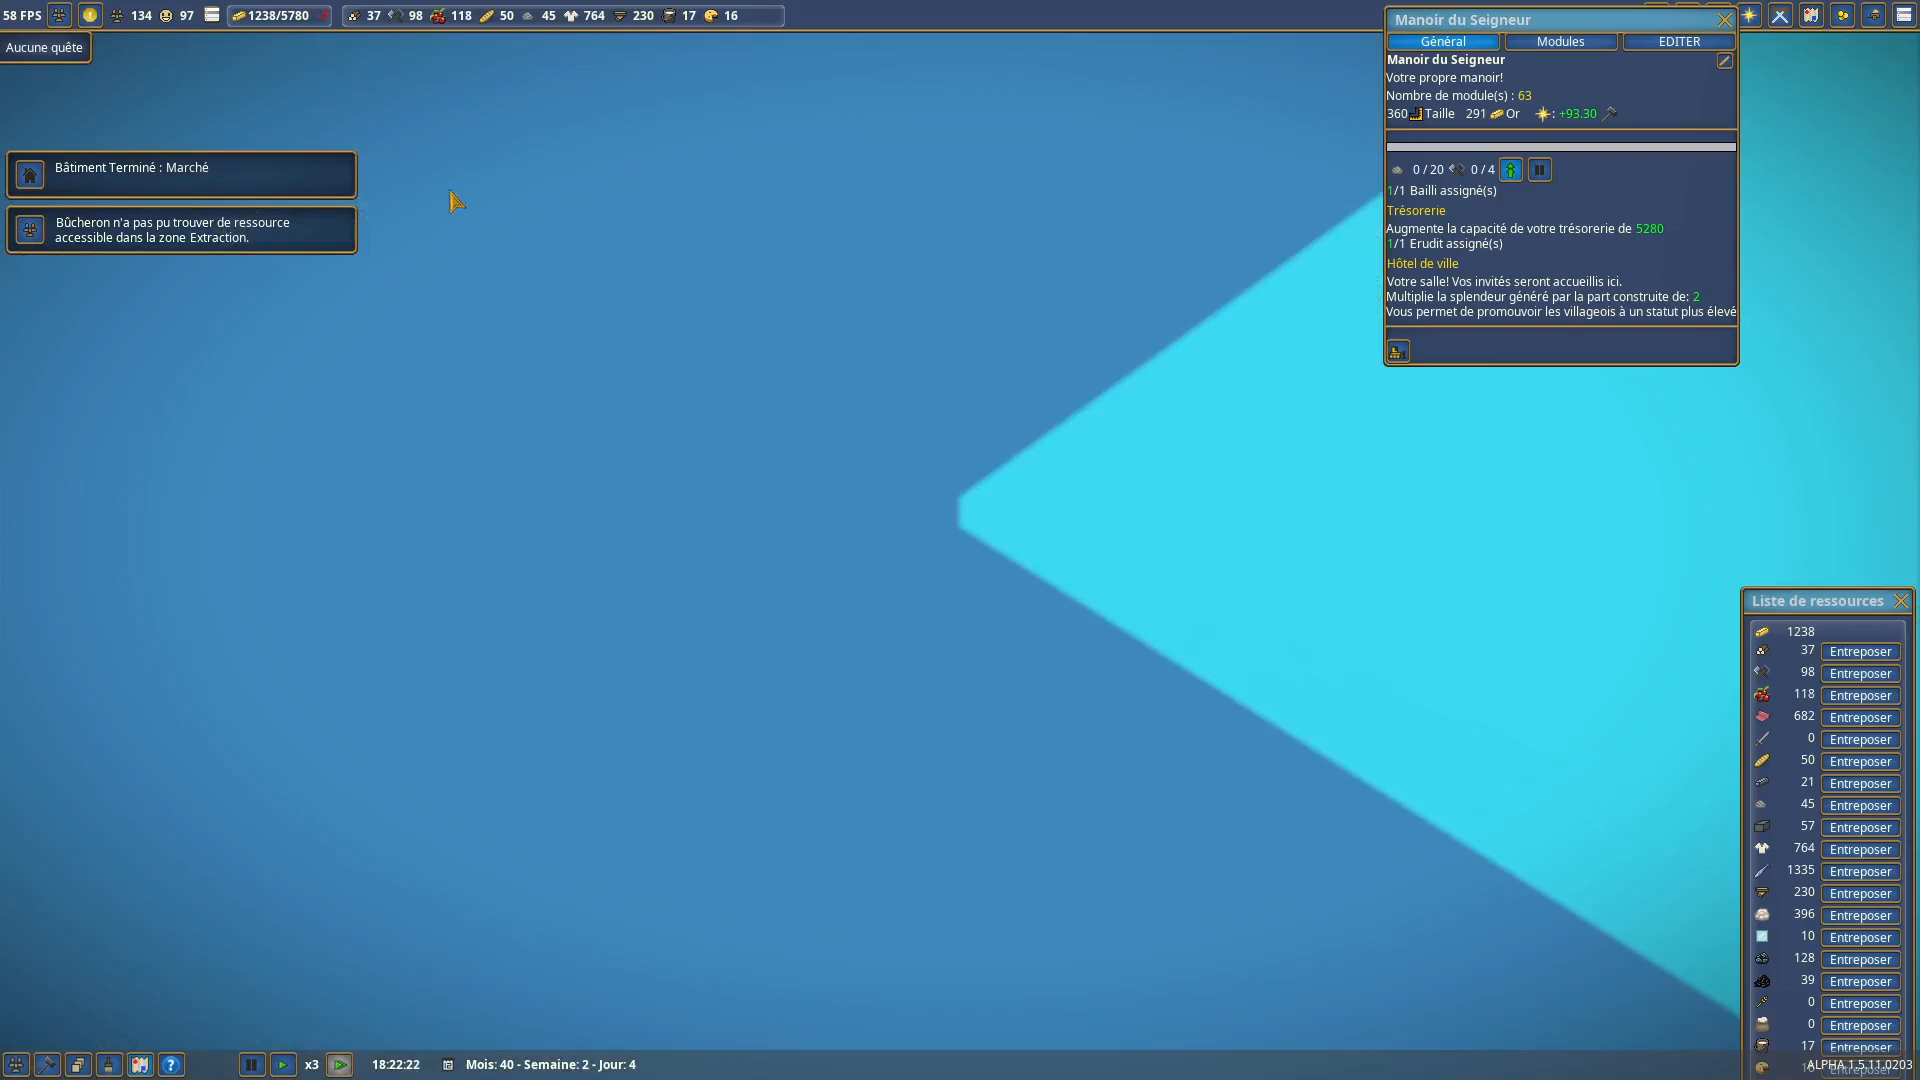 58 FPS 134 97 1238/5780 37 98 118 50 45 764 230 17 16
Aucune quête
Bâtiment Terminé : Marché
Bûcheron n'a pas pu trouver de ressource
accessible dans la zone Extraction.
Manoir du Seigneur
Général Modules EDITER
Manoir du Seigneur
Votre propre manoir!
Nombre de module(s) : 63
360 Taille 291 Or : +93.30
0 / 20 0 / 4
1/1 Bailli assigné(s)
Trésorerie
Augmente la capacité de votre trésorerie de 5280
1/1 Erudit assigné(s)
Hôtel de ville
Votre salle! Vos invités seront accueillis ici.
Multiplie la splendeur généré par la part construite de: 2
Vous permet de promouvoir les villageois à un statut plus élevé
Liste de ressources
1238
37 Entreposer
98 Entreposer
118 Entreposer
682 Entreposer
0 Entreposer
50 Entreposer
21 Entreposer
45 Entreposer
57 Entreposer
764 Entreposer
1335 Entreposer
230 Entreposer
396 Entreposer
10 Entreposer
128 Entreposer
39 Entreposer
0 Entreposer
0 Entreposer
17 Entreposer
16 Entreposer
ALPHA 1.5.11.0203
x3 18:22:22 Mois: 40 - Semaine: 2 - Jour: 4